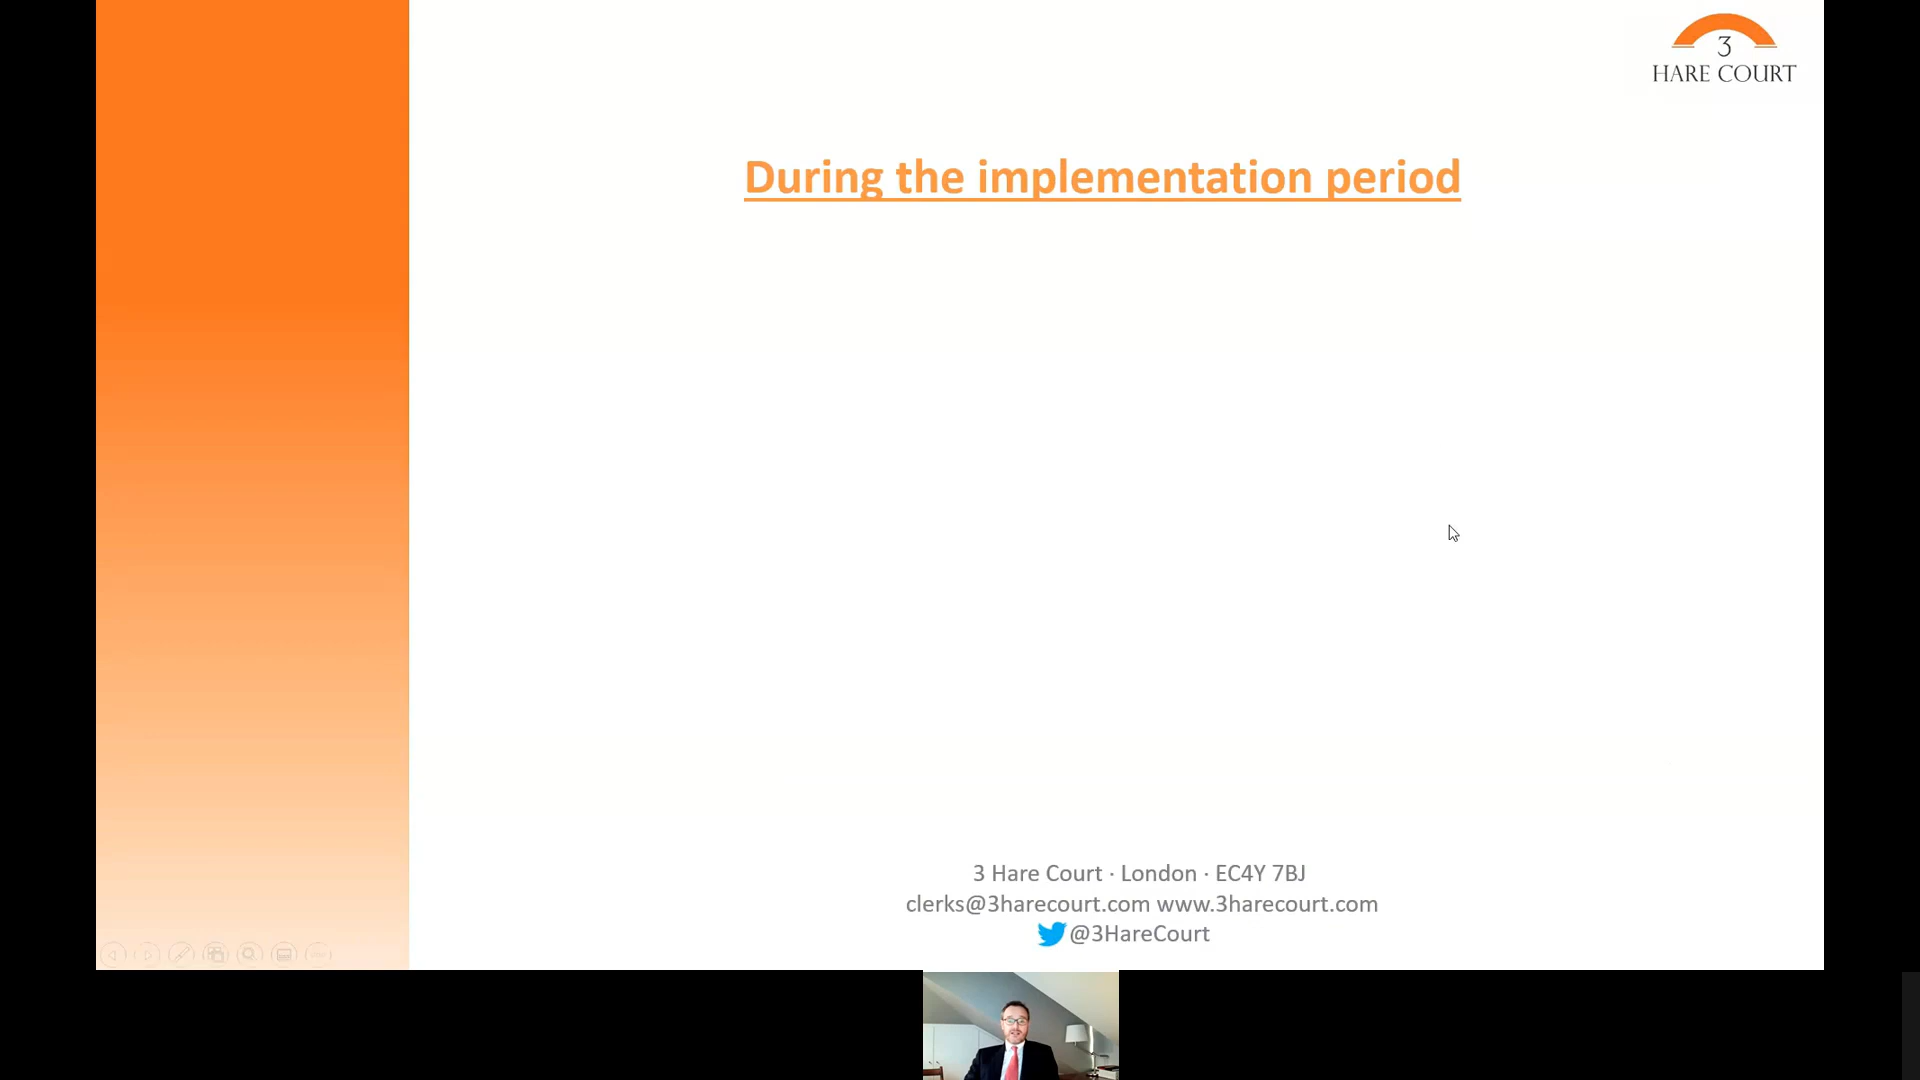 3
HARE COURT
During the implementation period
3 Hare Court · London · EC4Y 7BJ
clerks@3harecourt.com www.3harecourt.com
@3HareCourt